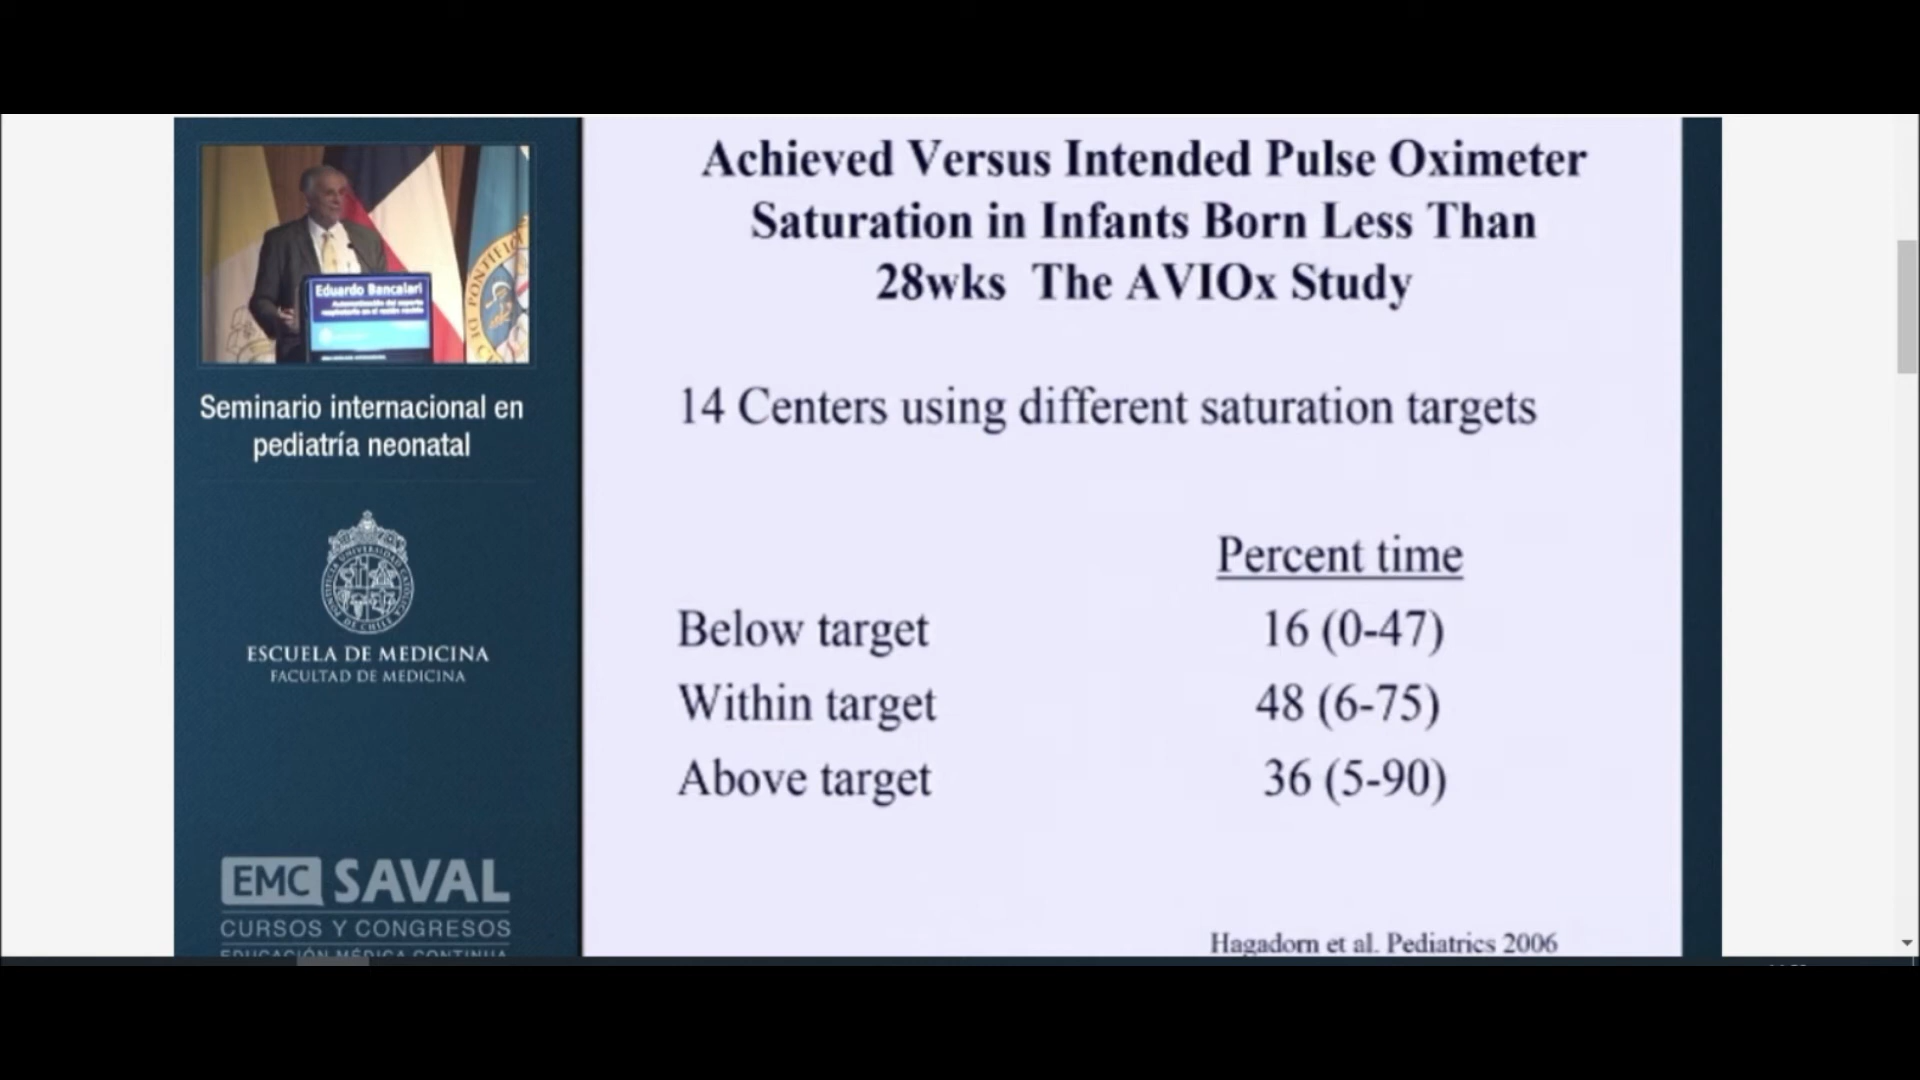 Achieved Versus Intended Pulse Oximeter
Saturation in Infants Born Less Than
28wks The AVIOx Study
14 Centers using different saturation targets
Percent time
Below target 16 (0-47)
Within target 48 (6-75)
Above target 36 (5-90)
Hagadorn et al. Pediatrics 2006
Eduardo Bancalari
Seminario internacional en
pediatría neonatal
ESCUELA DE MEDICINA
FACULTAD DE MEDICINA
EMC SAVAL
CURSOS Y CONGRESOS
EDUCACIÓN MÉDICA CONTINUA